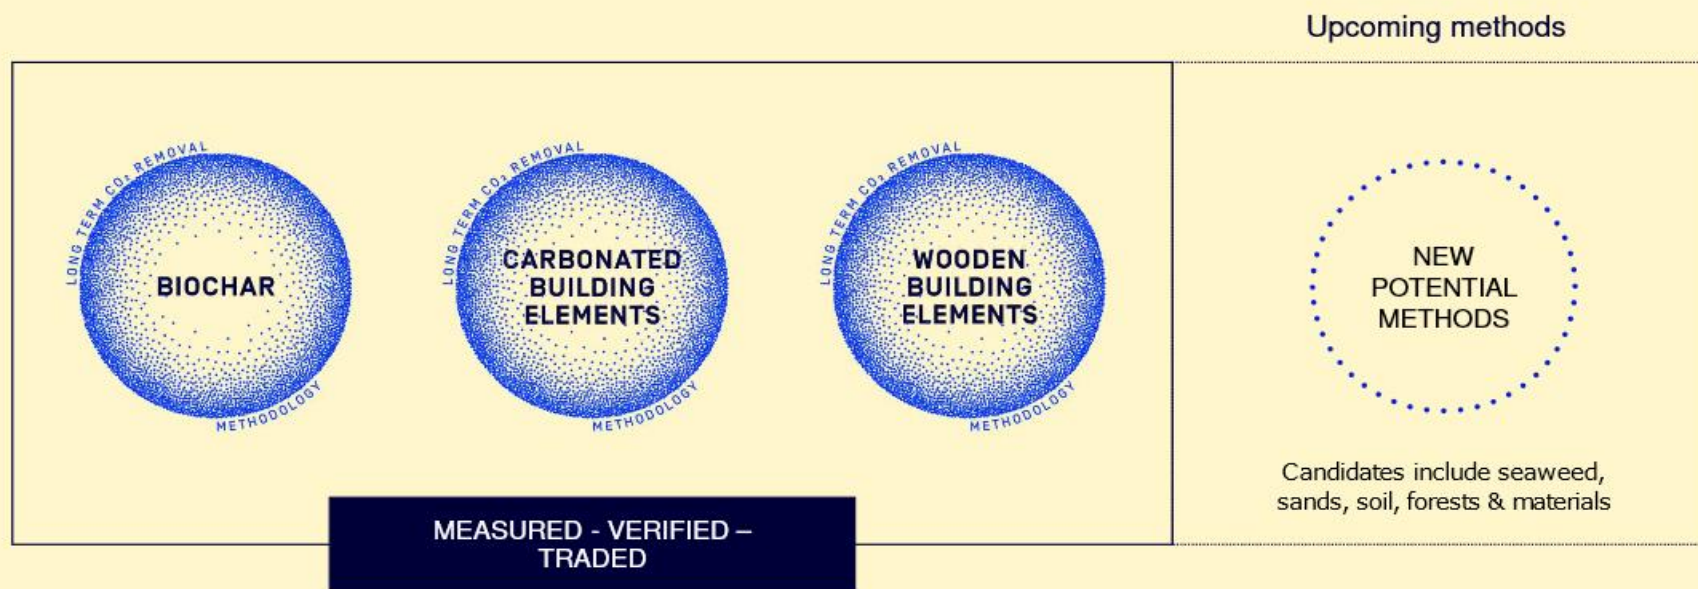 Upcoming methods
LONG TERM CO₂ REMOVAL
BIOCHAR
METHODOLOGY
LONG TERM CO₂ REMOVAL
CARBONATED
BUILDING
ELEMENTS
METHODOLOGY
LONG TERM CO₂ REMOVAL
WOODEN
BUILDING
ELEMENTS
METHODOLOGY
NEW
POTENTIAL
METHODS
Candidates include seaweed,
sands, soil, forests & materials
MEASURED - VERIFIED –
TRADED